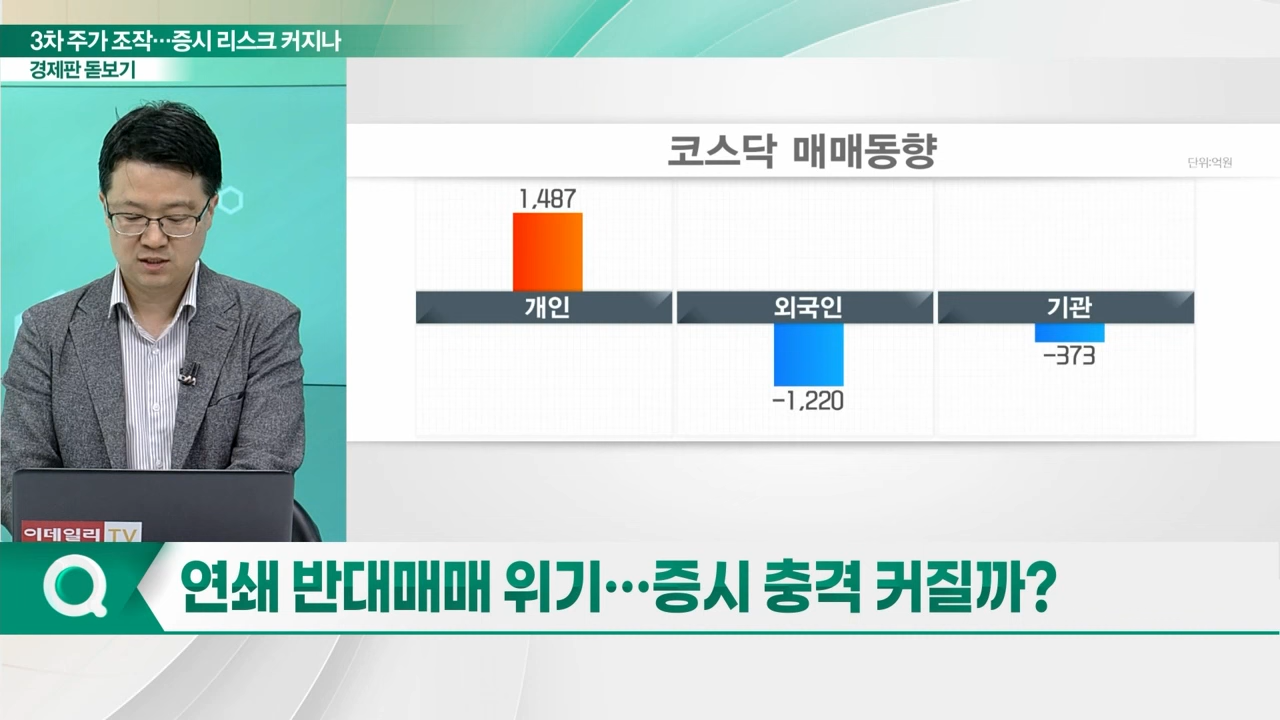 3차 주가 조작…증시 리스크 커지나
경제판 돋보기
코스닥 매매동향
단위:억원
1,487
개인
외국인
기관
-1,220
-373
이데일리 TV
연쇄 반대매매 위기…증시 충격 커질까?